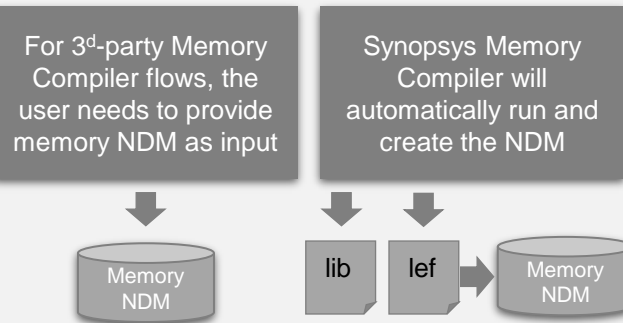 For 3ᵈ-party Memory
Compiler flows, the
user needs to provide
memory NDM as input
Synopsys Memory
Compiler will
automatically run and
create the NDM
Memory
NDM
lib
lef
Memory
NDM